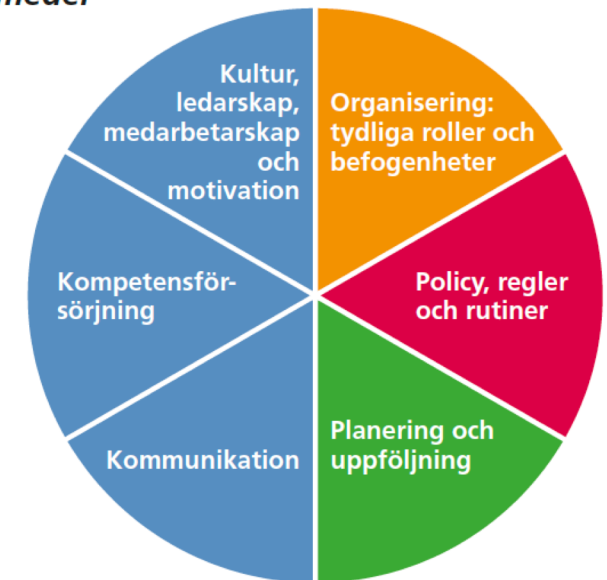 Kultur,
ledarskap,
medarbetarskap
och
motivation
Organisering:
tydliga roller och
befogenheter
Kompetensför-
sörjning
Policy, regler
och rutiner
Kommunikation
Planering och
uppföljning